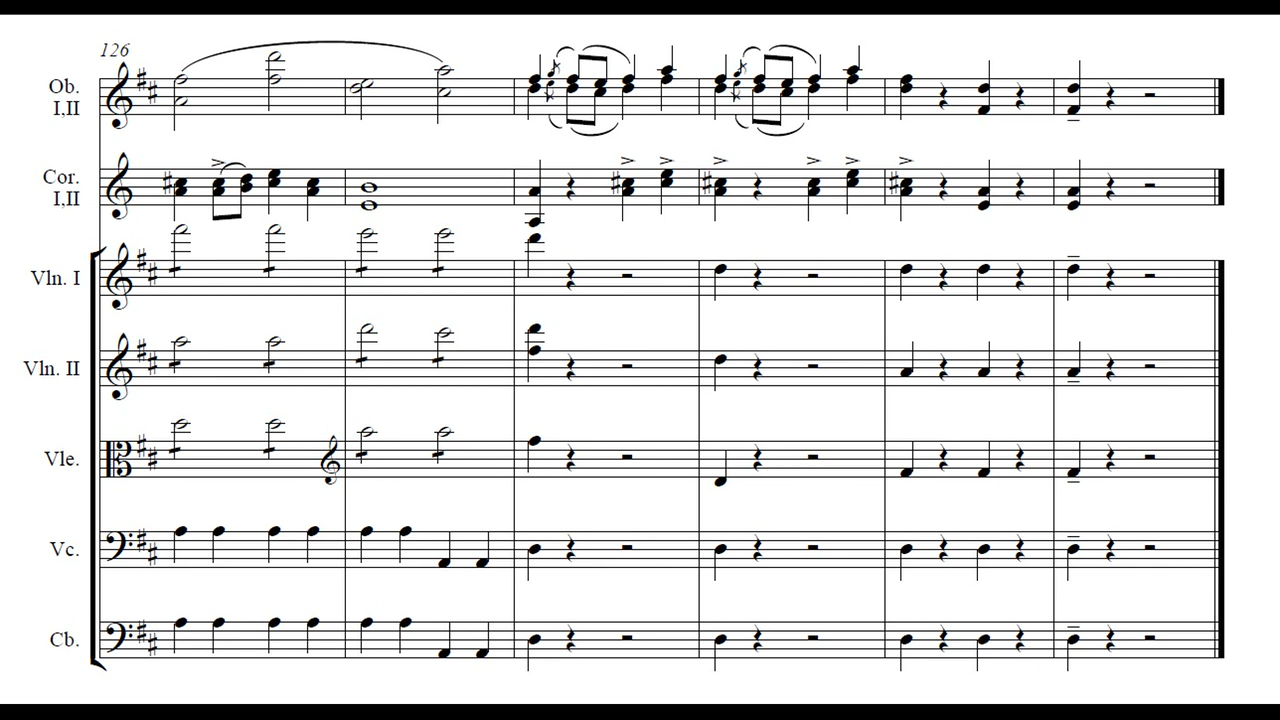 126
Ob.
I,II
Cor.
I,II
Vln. I
Vln. II
Vle.
Vc.
Cb.